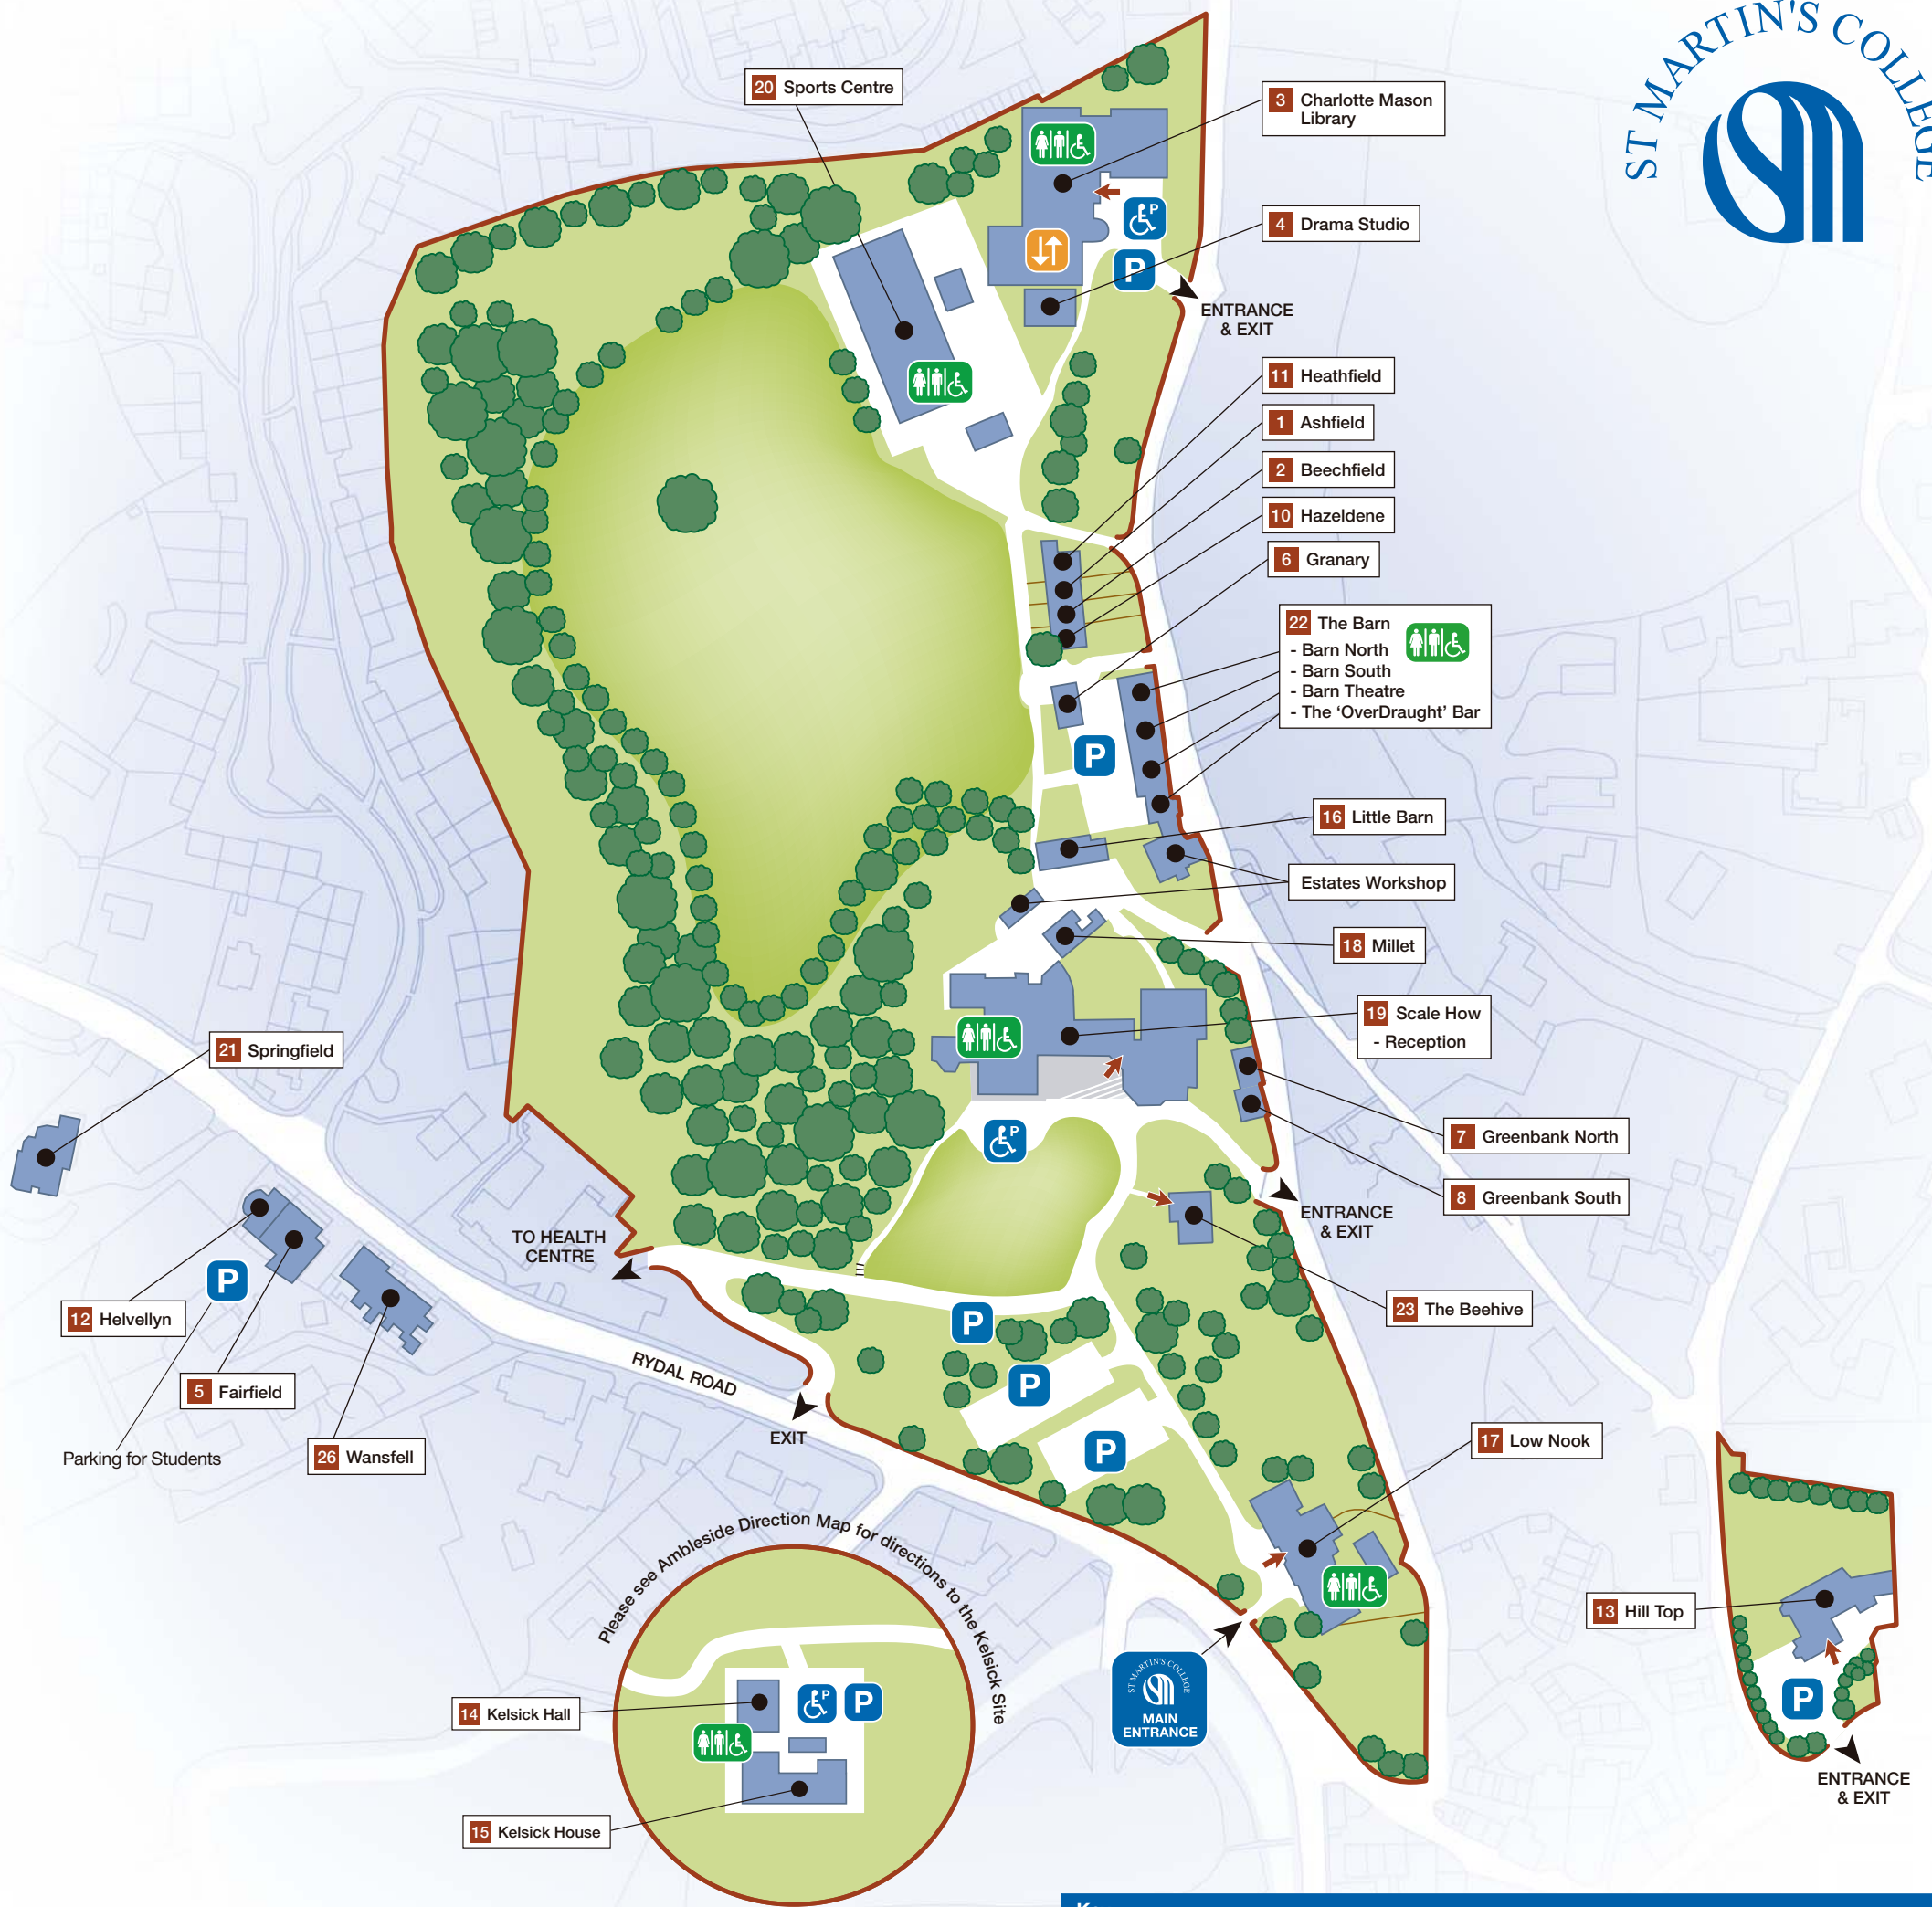 ST MARTIN'S COLLEGE
20 Sports Centre
3 Charlotte Mason
Library
4 Drama Studio
P
P
ENTRANCE
& EXIT
11 Heathfield
1 Ashfield
2 Beechfield
10 Hazeldene
6 Granary
22 The Barn
- Barn North
- Barn South
- Barn Theatre
- The ‘OverDraught’ Bar
P
16 Little Barn
Estates Workshop
18 Millet
19 Scale How
- Reception
21 Springfield
7 Greenbank North
8 Greenbank South
P
ENTRANCE
& EXIT
TO HEALTH
CENTRE
P
12 Helvellyn
23 The Beehive
P
RYDAL ROAD
5 Fairfield
P
EXIT
Parking for Students
26 Wansfell
P
17 Low Nook
Please see Ambleside Direction Map for directions to the Kelsick Site
13 Hill Top
ST MARTIN'S COLLEGE
MAIN
ENTRANCE
P
14 Kelsick Hall
P
P
ENTRANCE
& EXIT
15 Kelsick House